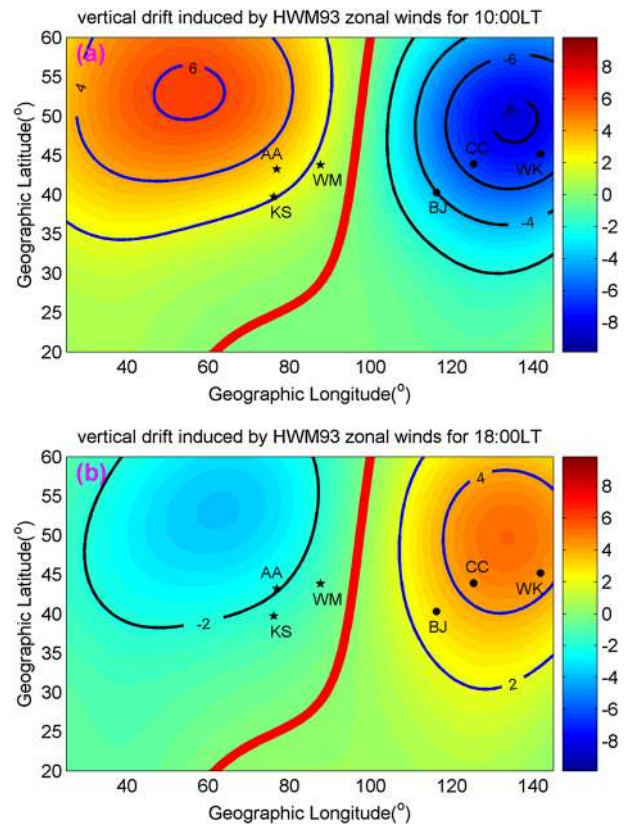 vertical drift induced by HWM93 zonal winds for 10:00LT
(a)
60
55
50
45
40
35
30
25
20
4
6
-6
-4
AA
KS
WM
CC
WK
BJ
8
6
4
2
0
-2
-4
-6
-8
40 60 80 100 120 140
Geographic Latitude(°)
Geographic Longitude(°)
vertical drift induced by HWM93 zonal winds for 18:00LT
(b)
60
55
50
45
40
35
30
25
20
-2
4
2
AA
KS
WM
CC
WK
BJ
8
6
4
2
0
-2
-4
-6
-8
40 60 80 100 120 140
Geographic Latitude(°)
Geographic Longitude(°)